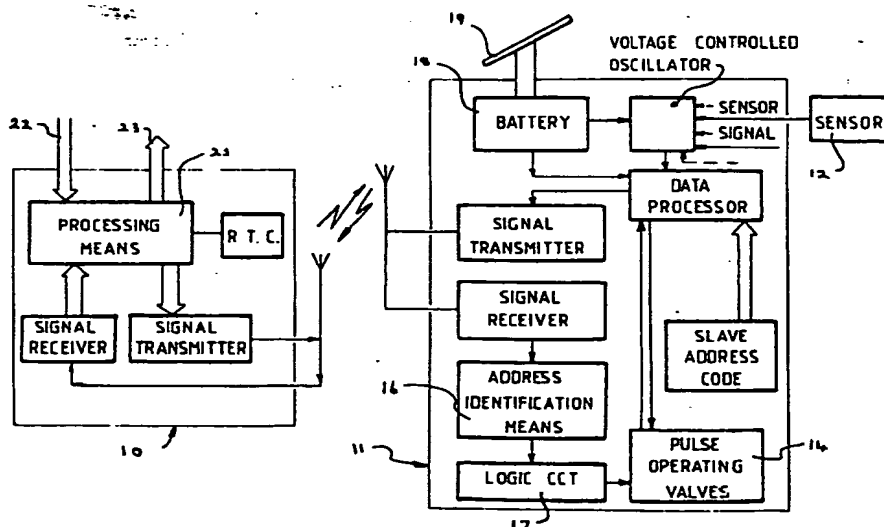 19
VOLTAGE CONTROLLED
OSCILLATOR
18
22
23
21
BATTERY
SENSOR
SIGNAL
SENSOR
12
PROCESSING
MEANS
R T. C.
DATA
PROCESSOR
SIGNAL
TRANSMITTER
SIGNAL
RECEIVER
SIGNAL
RECEIVER
SIGNAL
TRANSMITTER
SLAVE
ADDRESS
CODE
16
ADDRESS
IDENTIFICATION
MEANS
10
11
LOGIC CCT
17
PULSE
OPERATING
VALVES
14